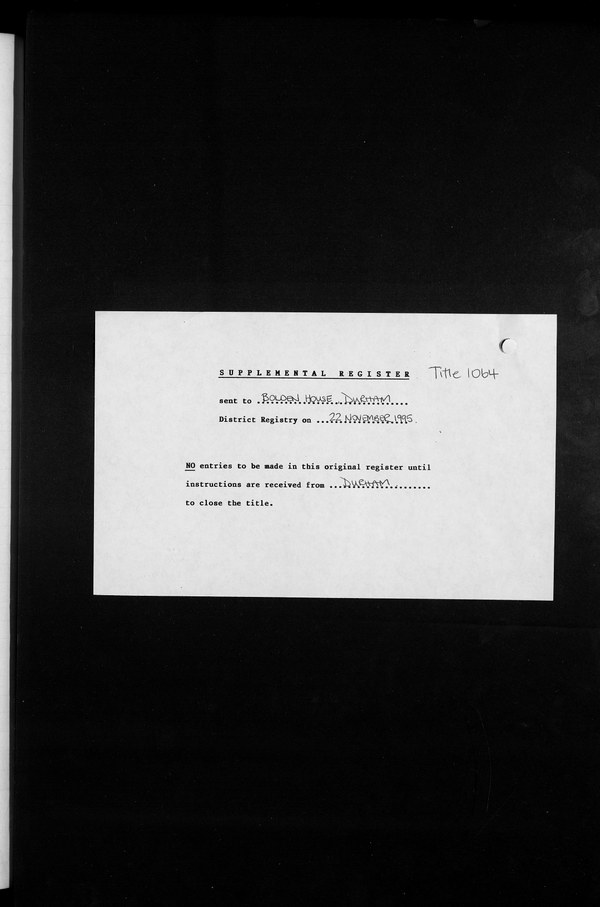 SUPPLEMENTAL REGISTER Title 1064
sent to BOLDEN HOUSE, DURHAM
District Registry on 22 NOVEMBER 1995.
NO entries to be made in this original register until
instructions are received from DURHAM
to close the title.